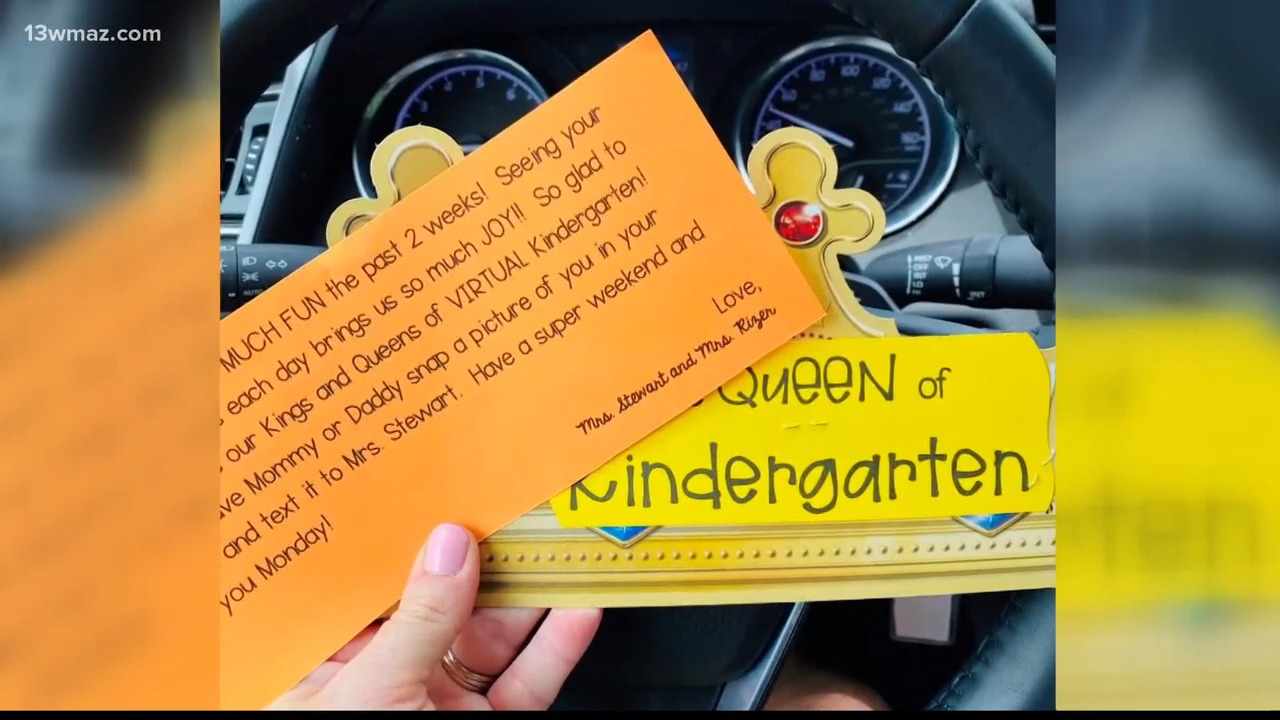 13wmaz.com
MUCH FUN the past 2 weeks! Seeing your
each day brings us so much JOY!! So glad to
our Kings and Queens of VIRTUAL Kindergarten!
Mommy or Daddy snap a picture of you in your
and text it to Mrs. Stewart. Have a super weekend and
you Monday!
Love,
Mrs. Stewart and Mrs. Rizer
Queen of
Kindergarten